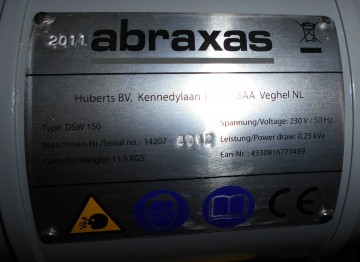 2011 abraxas
Huberts BV, Kennedylaan 5AA Veghel NL
Type: DSW 150
Spannung/Voltage: 230 V / 50 Hz
Maschinen-Nr/Serial no.: 14207 -
Leistung/Power draw: 0,25 kVa
Gewicht/Weight: 11.5 KGS
Ean-Nr.: 4330816777459
CE